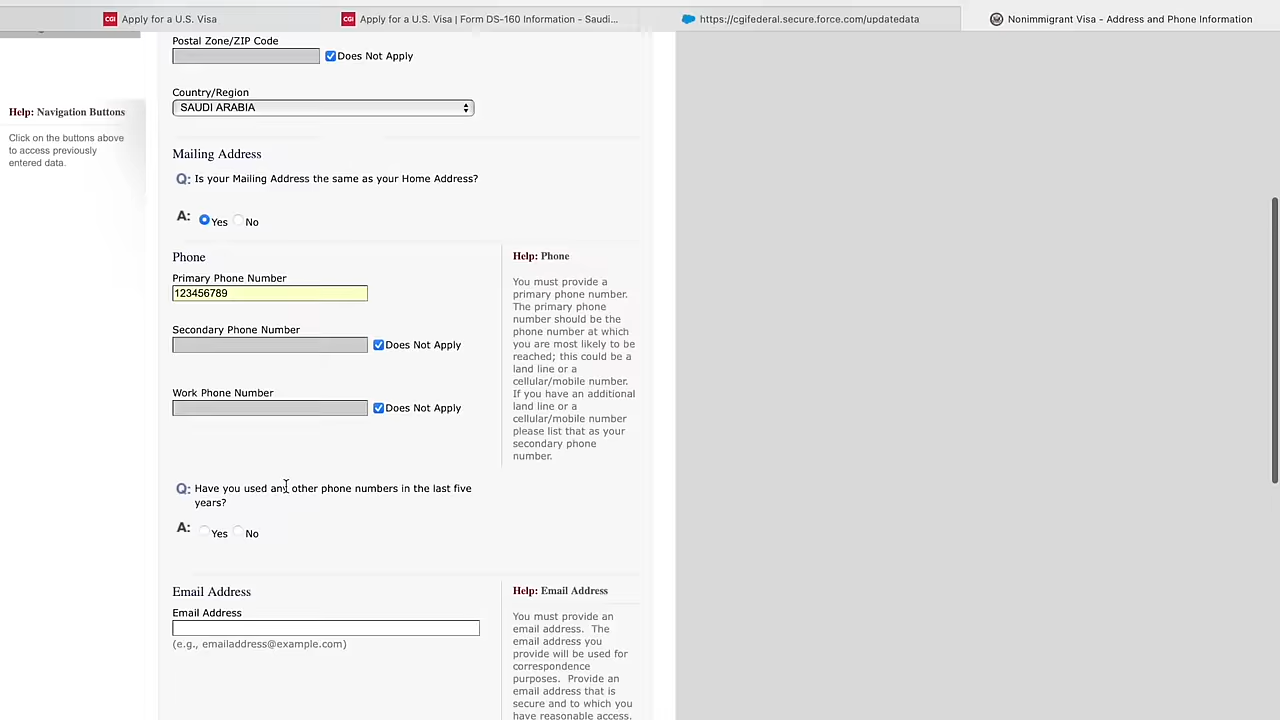 Apply for a U.S. Visa
Apply for a U.S. Visa | Form DS-160 Information - Saudi...
https://cgifederal.secure.force.com/updatedata
Nonimmigrant Visa - Address and Phone Information
Postal Zone/ZIP Code
Does Not Apply
Country/Region
SAUDI ARABIA
Help: Navigation Buttons
Click on the buttons above
to access previously
entered data.
Mailing Address
Q: Is your Mailing Address the same as your Home Address?
A: Yes No
Phone
Primary Phone Number
123456789
Secondary Phone Number
Does Not Apply
Work Phone Number
Does Not Apply
Help: Phone
You must provide a
primary phone number.
The primary phone
number should be the
phone number at which
you are most likely to be
reached; this could be a
land line or a
cellular/mobile number.
If you have an additional
land line or a
cellular/mobile number
please list that as your
secondary phone
number.
Q: Have you used any other phone numbers in the last five
years?
A: Yes No
Email Address
Email Address
(e.g., emailaddress@example.com)
Help: Email Address
You must provide an
email address. The
email address you
provide will be used for
correspondence
purposes. Provide an
email address that is
secure and to which you
have reasonable access.